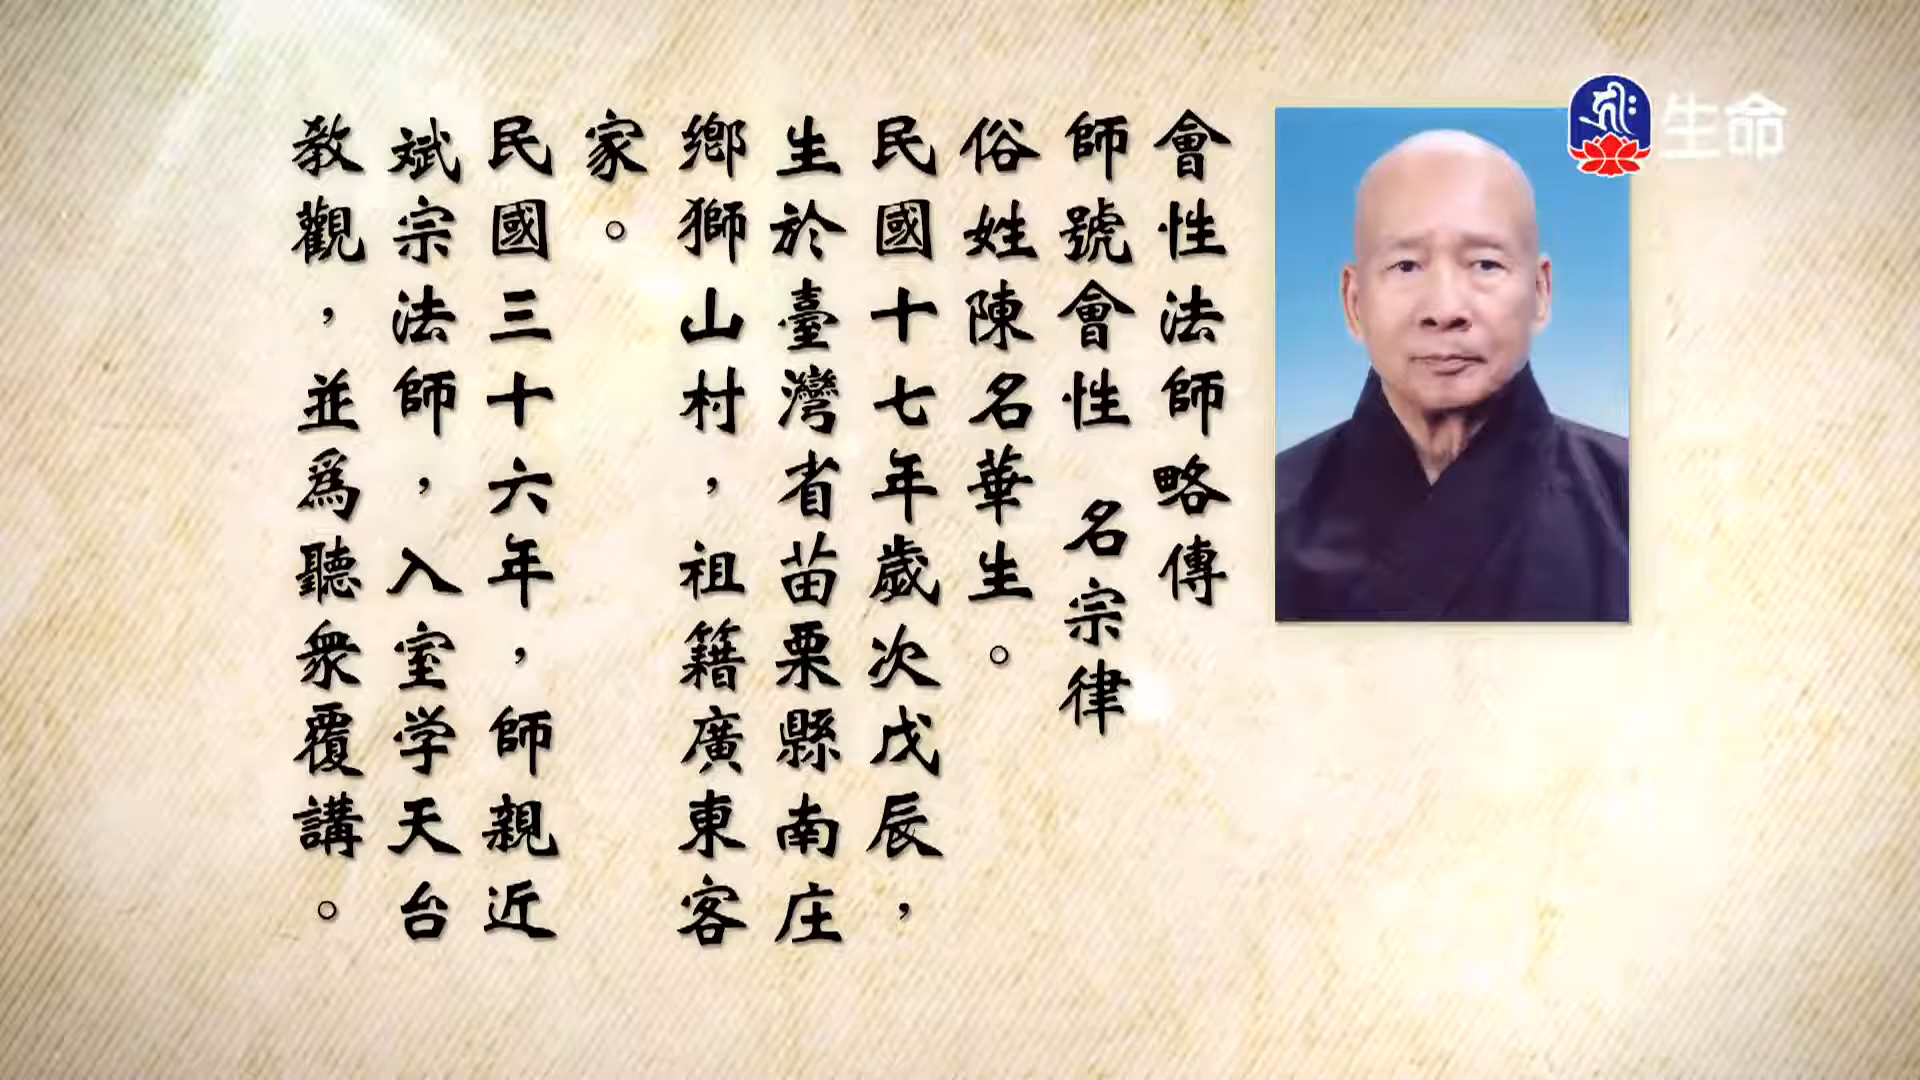 會性法師略傳
師號會性 名宗律
俗姓陳名華生。
民國十七年歲次戊辰，
生於臺灣省苗栗縣南庄
鄉獅山村，祖籍廣東客
家。
民國三十六年，師親近
斌宗法師，入室学天台
教觀，並為聽衆覆講。
生命